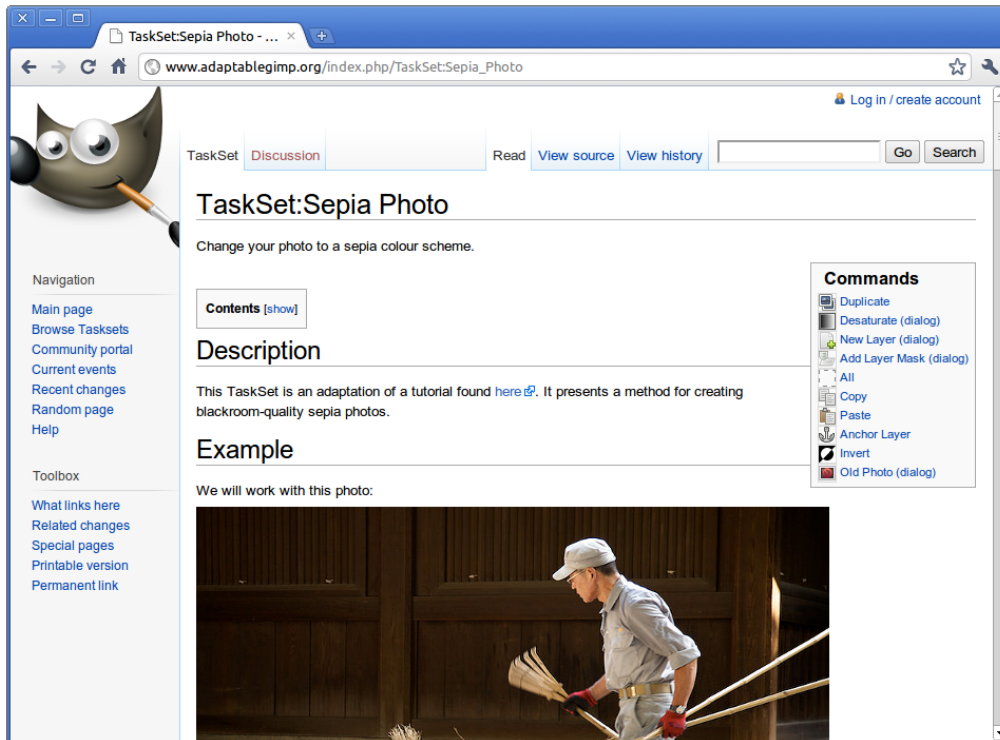 TaskSet:Sepia Photo - ...
www.adaptablegimp.org/index.php/TaskSet:Sepia_Photo
Log in / create account
TaskSet Discussion Read View source View history Go Search
TaskSet:Sepia Photo
Change your photo to a sepia colour scheme.
Navigation
Main page
Browse Tasksets
Community portal
Current events
Recent changes
Random page
Help
Toolbox
What links here
Related changes
Special pages
Printable version
Permanent link
Contents [show]
Description
This TaskSet is an adaptation of a tutorial found here. It presents a method for creating
blackroom-quality sepia photos.
Example
We will work with this photo:
Commands
Duplicate
Desaturate (dialog)
New Layer (dialog)
Add Layer Mask (dialog)
All
Copy
Paste
Anchor Layer
Invert
Old Photo (dialog)